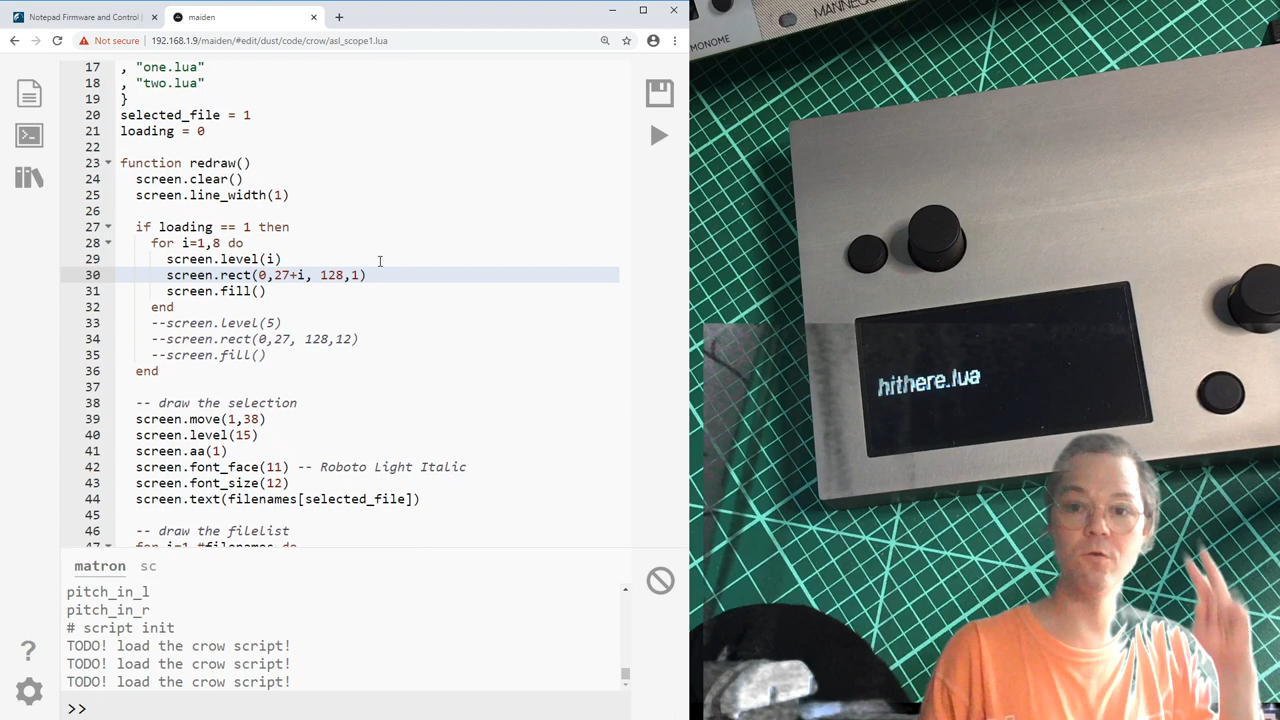 Notepad Firmware and Control |
maiden
Not secure
192.168.1.9/maiden/#edit/dust/code/crow/asl_scope1.lua
17 , "one.lua"
18 , "two.lua"
19 }
20 selected_file = 1
21 loading = 0
22
23 function redraw()
24 screen.clear()
25 screen.line_width(1)
26
27 if loading == 1 then
28 for i=1,8 do
29 screen.level(i)
30 screen.rect(0,27+i, 128,1)
31 screen.fill()
32 end
33 --screen.level(5)
34 --screen.rect(0,27, 128,12)
35 --screen.fill()
36 end
37
38 -- draw the selection
39 screen.move(1,38)
40 screen.level(15)
41 screen.aa(1)
42 screen.font_face(11) -- Roboto Light Italic
43 screen.font_size(12)
44 screen.text(filenames[selected_file])
45
46 -- draw the filelist
47 for i=1,#filenames do
matron sc
pitch_in_l
pitch_in_r
# script init
TODO! load the crow script!
TODO! load the crow script!
TODO! load the crow script!
>>
MONOME
MANNEQU
hithere.lua